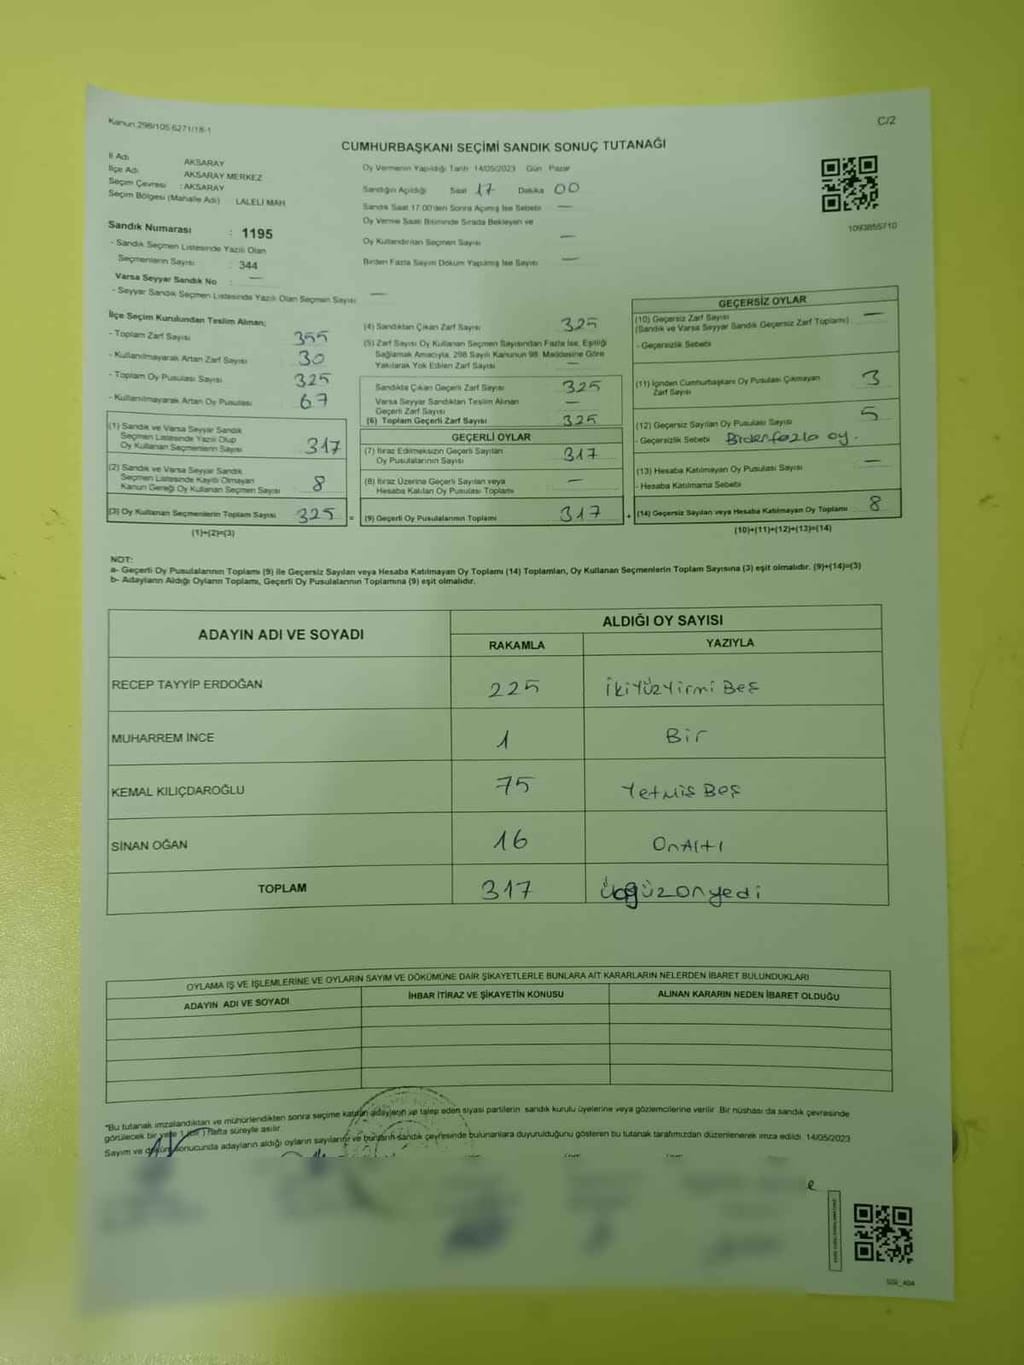 Kanun 298/105 6271/18-1
C/2
CUMHURBAŞKANI SEÇİMİ SANDIK SONUÇ TUTANAĞI
İl Adı AKSARAY
İlçe Adı AKSARAY MERKEZ
Seçim Çevresi : AKSARAY
Seçim Bölgesi (Mahalle Adı) LALELİ MAH
Oy Vermenin Yapıldığı Tarih 14/05/2023 Gün Pazar
Sandığın Açıldığı Saat 17 Dakika 00
Sandık Saat 17.00'den Sonra Açılmış İse Sebebi —
Oy Verme Saati Bitiminde Sırada Bekleyen ve
Oy Kullandırılan Seçmen Sayısı —
Birden Fazla Sayım Döküm Yapılmış İse Sayısı —
1093855710
Sandık Numarası : 1195
- Sandık Seçmen Listesinde Yazılı Olan
Seçmenlerin Sayısı : 344
Varsa Seyyar Sandık No : —
- Seyyar Sandık Seçmen Listesinde Yazılı Olan Seçmen Sayısı —
İlçe Seçim Kurulundan Teslim Alınan;
- Toplam Zarf Sayısı 355
- Kullanılmayarak Artan Zarf Sayısı 30
- Toplam Oy Pusulası Sayısı 325
- Kullanılmayarak Artan Oy Pusulası 67
(1) Sandık ve Varsa Seyyar Sandık
Seçmen Listesinde Yazılı Olup
Oy Kullanan Seçmenlerin Sayısı 317
(2) Sandık ve Varsa Seyyar Sandık
Seçmen Listesinde Kayıtlı Olmayan
Kanun Gereği Oy Kullanan Seçmen Sayısı 8
(3) Oy Kullanan Seçmenlerin Toplam Sayısı 325 =
(1)+(2)=(3)
(4) Sandıktan Çıkan Zarf Sayısı 325
(5) Zarf Sayısı Oy Kullanan Seçmen Sayısından Fazla İse, Eşitliği
Sağlamak Amacıyla, 298 Sayılı Kanunun 98. Maddesine Göre
Yakılarak Yok Edilen Zarf Sayısı —
Sandıkta Çıkan Geçerli Zarf Sayısı 325
Varsa Seyyar Sandıktan Teslim Alınan
Geçerli Zarf Sayısı —
(6) Toplam Geçerli Zarf Sayısı 325
GEÇERLİ OYLAR
(7) İtiraz Edilmeksizin Geçerli Sayılan
Oy Pusulalarının Sayısı 317
(8) İtiraz Üzerine Geçerli Sayılan veya
Hesaba Katılan Oy Pusulası Toplamı —
(9) Geçerli Oy Pusulalarının Toplamı 317 +
GEÇERSİZ OYLAR
(10) Geçersiz Zarf Sayısı —
(Sandık ve Varsa Seyyar Sandık Geçersiz Zarf Toplamı)
- Geçersizlik Sebebi
(11) İçinden Cumhurbaşkanı Oy Pusulası Çıkmayan
Zarf Sayısı 3
(12) Geçersiz Sayılan Oy Pusulası Sayısı 5
- Geçersizlik Sebebi Birden fazla oy.
(13) Hesaba Katılmayan Oy Pusulası Sayısı —
- Hesaba Katılmama Sebebi
(14) Geçersiz Sayılan veya Hesaba Katılmayan Oy Toplamı 8
(10)+(11)+(12)+(13)=(14)
NOT:
a- Geçerli Oy Pusulalarının Toplamı (9) ile Geçersiz Sayılan veya Hesaba Katılmayan Oy Toplamı (14) Toplamları, Oy Kullanan Seçmenlerin Toplam Sayısına (3) eşit olmalıdır. (9)+(14)=(3)
b- Adayların Aldığı Oyların Toplamı, Geçerli Oy Pusulalarının Toplamına (9) eşit olmalıdır.
ADAYIN ADI VE SOYADI
ALDIĞI OY SAYISI
RAKAMLA YAZIYLA
RECEP TAYYİP ERDOĞAN 225 İkiYüzYirmi Beş
MUHARREM İNCE 1 Bir
KEMAL KILIÇDAROĞLU 75 Yetmiş Beş
SİNAN OĞAN 16 OnAltı
TOPLAM 317 üçyüzonyedi
OYLAMA İŞ VE İŞLEMLERİNE VE OYLARIN SAYIM VE DÖKÜMÜNE DAİR ŞİKAYETLERLE BUNLARA AİT KARARLARIN NELERDEN İBARET BULUNDUKLARI
ADAYIN ADI VE SOYADI İHBAR İTİRAZ VE ŞİKAYETİN KONUSU ALINAN KARARIN NEDEN İBARET OLDUĞU
*Bu tutanak imzalandıktan ve mühürlendikten sonra seçime katılan adayların ve talep eden siyasi partilerin sandık kurulu üyelerine veya gözlemcilerine verilir. Bir nüshası da sandık çevresinde
görülecek bir yere 1 (bir) hafta süreyle asılır.
Sayım ve döküm sonucunda adayların aldığı oyların sayılarını ve bunların sandık çevresinde bulunanlara duyurulduğunu gösteren bu tutanak tarafımızdan düzenlenerek imza edildi. 14/05/2023